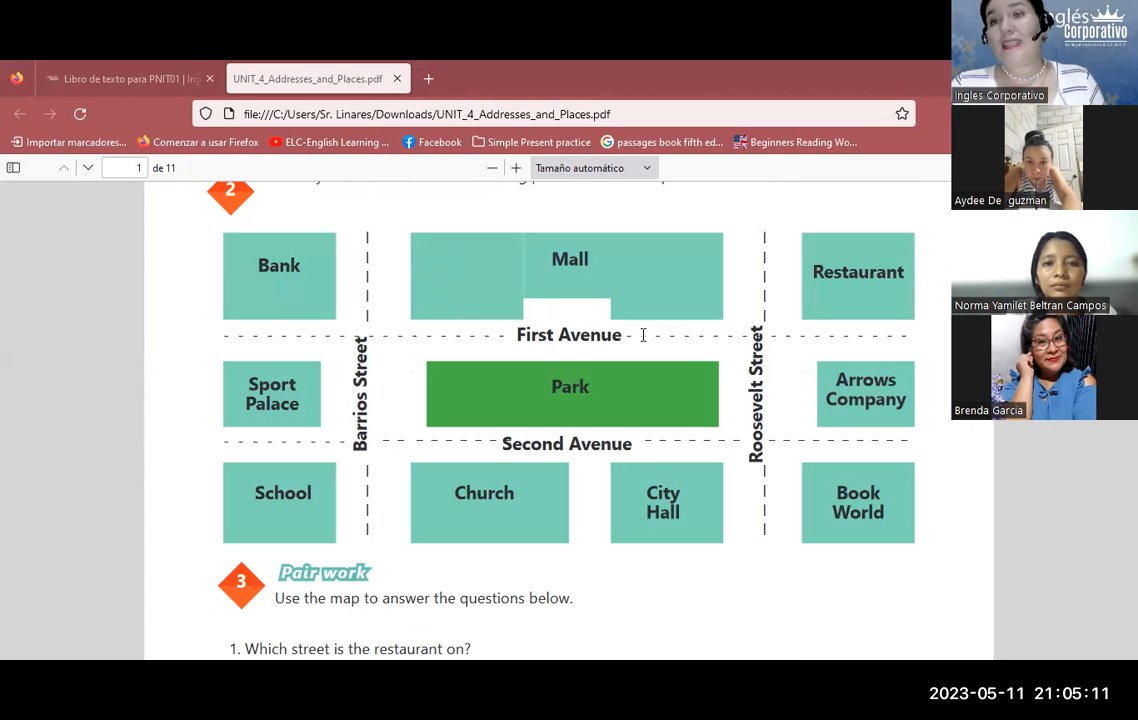 Libro de texto para PNIT01 | Ing
UNIT_4_Addresses_and_Places.pdf
file:///C:/Users/Sr. Linares/Downloads/UNIT_4_Addresses_and_Places.pdf
Importar marcadores...
Comenzar a usar Firefox
ELC-English Learning ...
Facebook
Simple Present practice
passages book fifth ed...
Beginners Reading Wo...
1 de 11
Tamaño automático
2
Bank
Mall
Restaurant
First Avenue
Sport
Palace
Barrios Street
Park
Roosevelt Street
Arrows
Company
Second Avenue
School
Church
City
Hall
Book
World
3
Pair work
Use the map to answer the questions below.
1. Which street is the restaurant on?
Inglés
Corporativo
Ingles Corporativo
Aydee De guzman
Norma Yamilet Beltran Campos
Brenda Garcia
2023-05-11 21:05:11